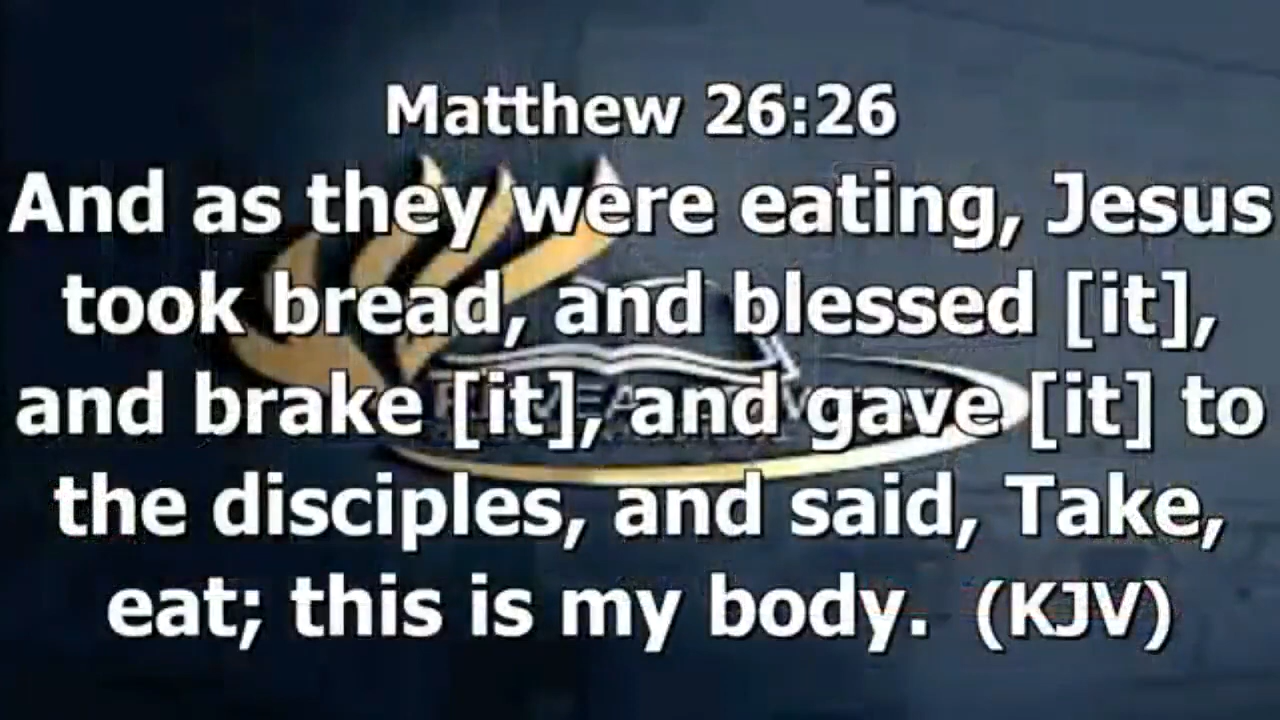 Matthew 26:26
And as they were eating, Jesus
took bread, and blessed [it],
and brake [it], and gave [it] to
the disciples, and said, Take,
eat; this is my body. (KJV)